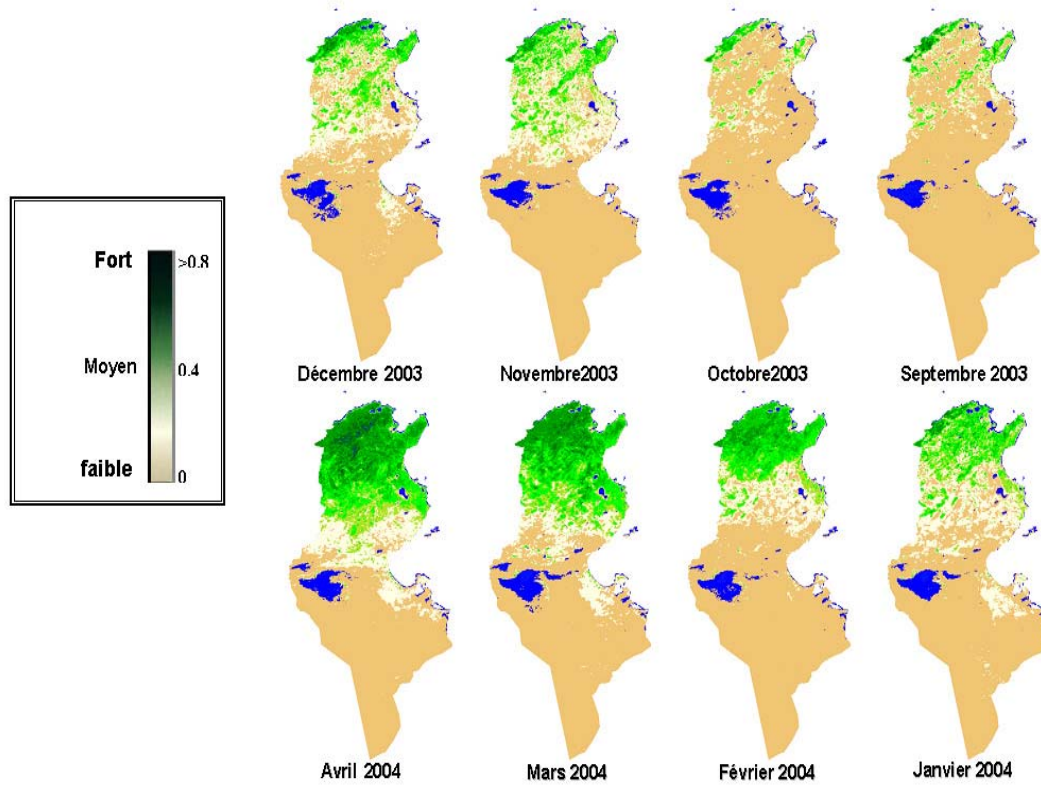 Fort
>0.8
Moyen
0.4
faible
0
Décembre 2003
Novembre2003
Octobre2003
Septembre 2003
Avril 2004
Mars 2004
Février 2004
Janvier 2004